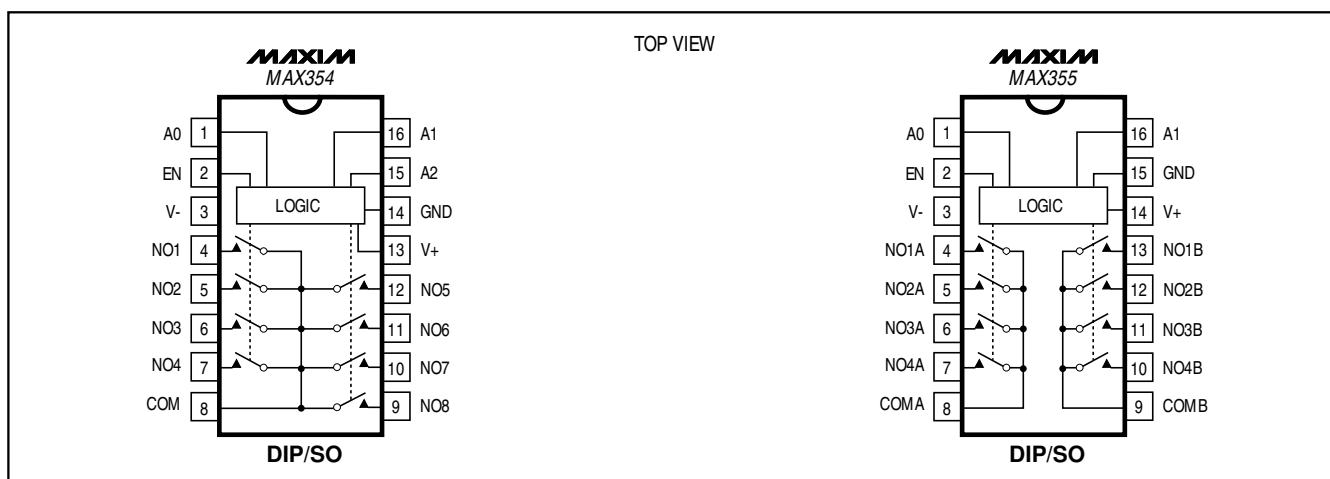 TOP VIEW
MAXIM
MAX354
A0 1 16 A1
EN 2 15 A2
V- 3 LOGIC 14 GND
NO1 4 13 V+
NO2 5 12 NO5
NO3 6 11 NO6
NO4 7 10 NO7
COM 8 9 NO8
DIP/SO
MAXIM
MAX355
A0 1 16 A1
EN 2 15 GND
V- 3 LOGIC 14 V+
NO1A 4 13 NO1B
NO2A 5 12 NO2B
NO3A 6 11 NO3B
NO4A 7 10 NO4B
COMA 8 9 COMB
DIP/SO